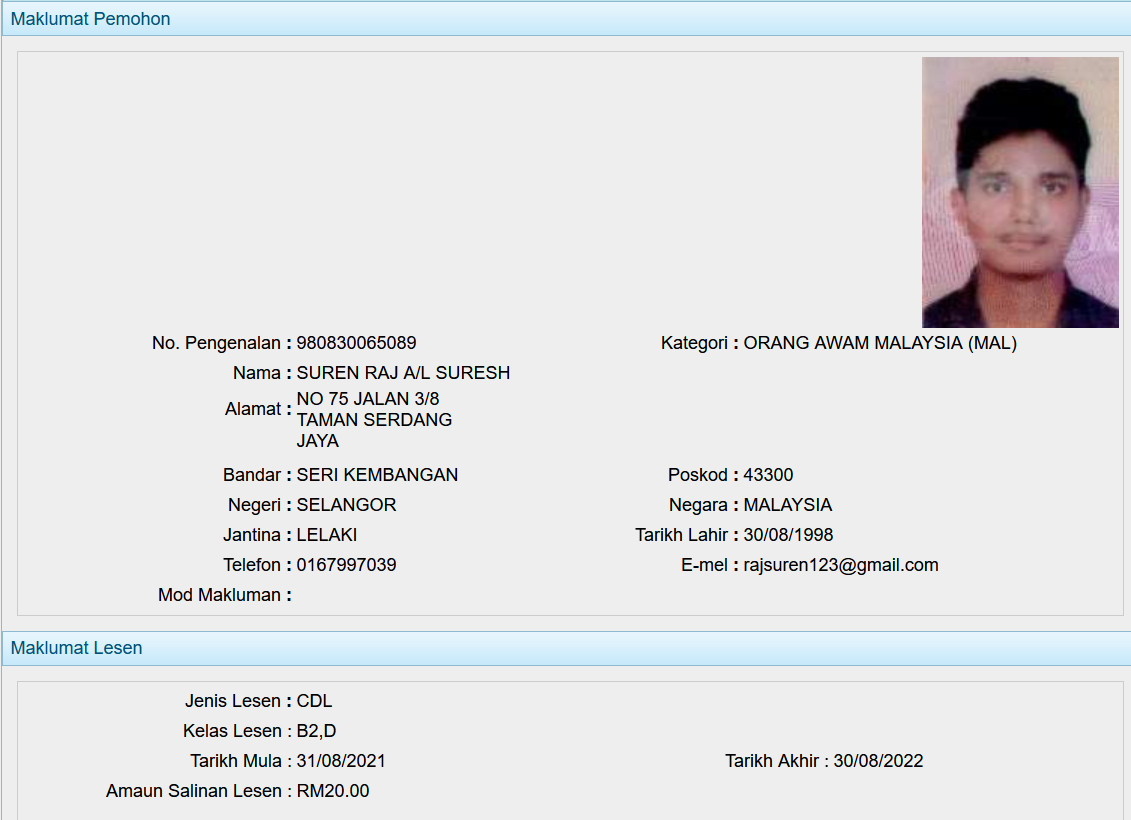 Maklumat Pemohon
No. Pengenalan : 980830065089
Kategori : ORANG AWAM MALAYSIA (MAL)
Nama : SUREN RAJ A/L SURESH
Alamat : NO 75 JALAN 3/8
TAMAN SERDANG
JAYA
Bandar : SERI KEMBANGAN
Poskod : 43300
Negeri : SELANGOR
Negara : MALAYSIA
Jantina : LELAKI
Tarikh Lahir : 30/08/1998
Telefon : 0167997039
E-mel : rajsuren123@gmail.com
Mod Makluman :
Maklumat Lesen
Jenis Lesen : CDL
Kelas Lesen : B2,D
Tarikh Mula : 31/08/2021
Tarikh Akhir : 30/08/2022
Amaun Salinan Lesen : RM20.00